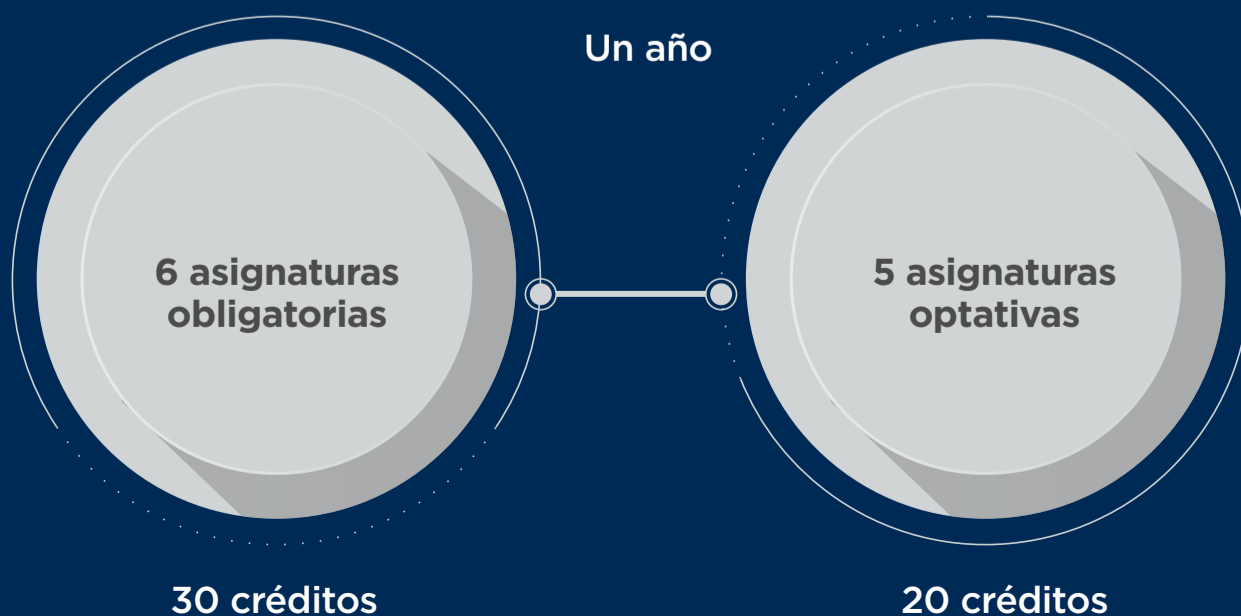 Un año
6 asignaturas
obligatorias
5 asignaturas
optativas
30 créditos
20 créditos